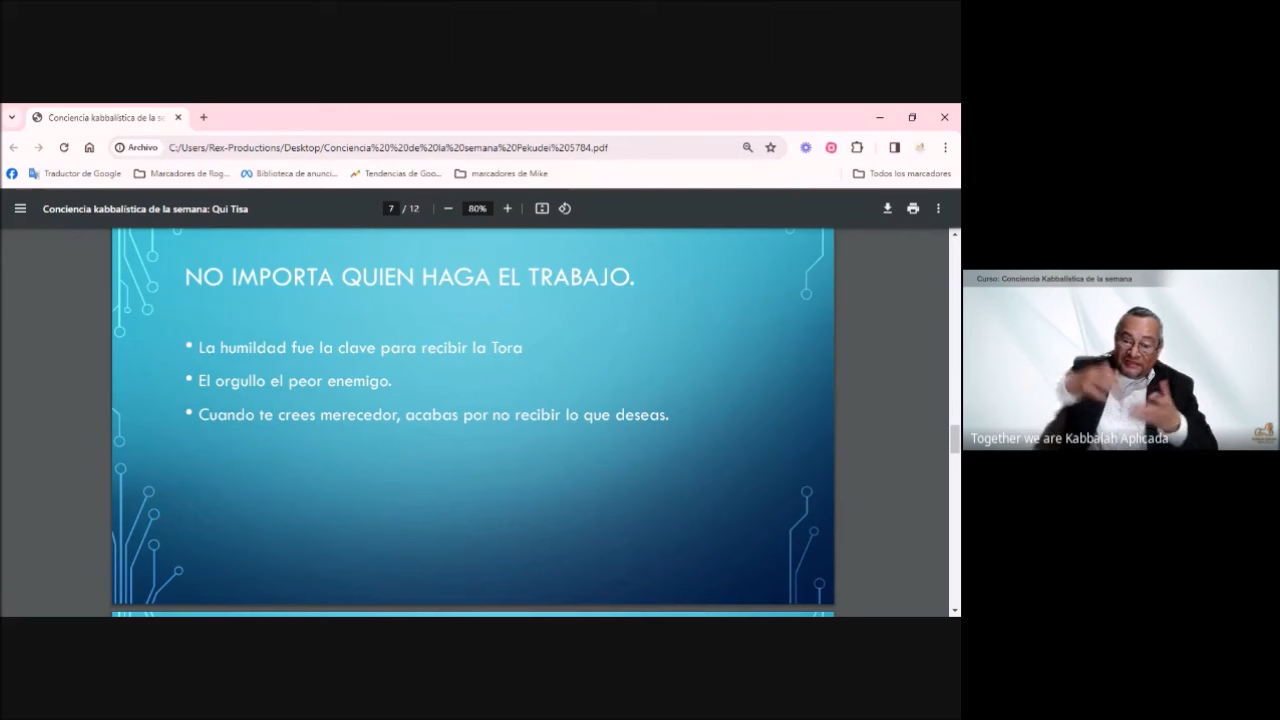 Conciencia kabbalística de la se
Archivo
C:/Users/Rex-Productions/Desktop/Conciencia%20%20de%20la%20semana%20Pekudei%205784.pdf
Traductor de Google
Marcadores de Rog...
Biblioteca de anunci...
Tendencias de Goo...
marcadores de Mike
Todos los marcadores
Conciencia kabbalística de la semana: Qui Tisa
7 / 12
80%
NO IMPORTA QUIEN HAGA EL TRABAJO.
• La humildad fue la clave para recibir la Tora
• El orgullo el peor enemigo.
• Cuando te crees merecedor, acabas por no recibir lo que deseas.
Curso: Conciencia Kabbalística de la semana
Together we are Kabbalah Aplicada